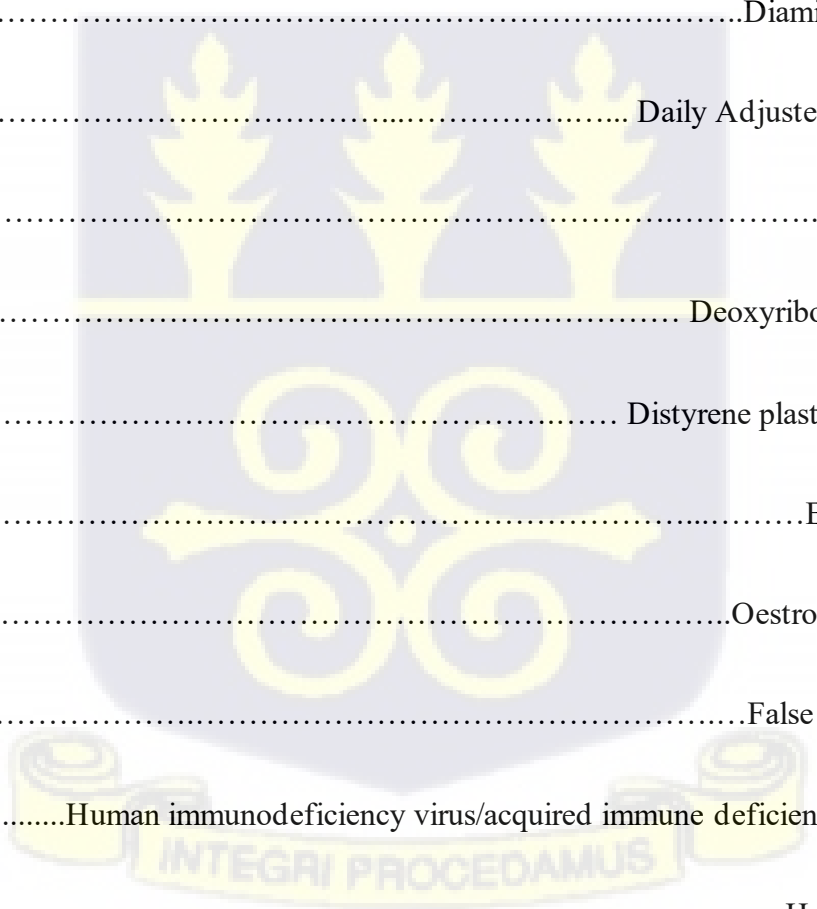 ……………………………………………………….…….……..Diami
……………………………………...…………….…... Daily Adjuste
……………………………………………………………….…………..
………………………………………………………… Deoxyribo
………………………………………………….…… Distyrene plast
…………………………………………………………...………E
……………………………………………………………..Oestro
……………………………………………………………….…False
........Human immunodeficiency virus/acquired immune deficien
INTEGRI PROCEDAMUS